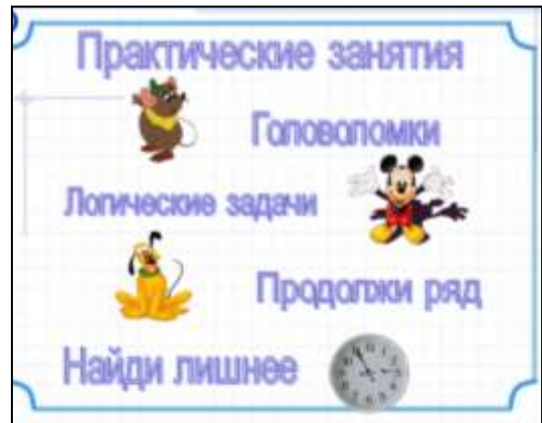 Практические занятия
Головоломки
Логические задачи
Продолжи ряд
Найди лишнее